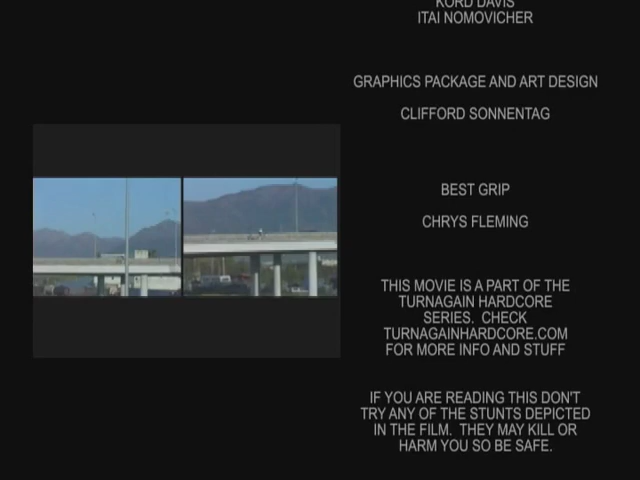 KORD DAVIS
ITAI NOMOVICHER
GRAPHICS PACKAGE AND ART DESIGN
CLIFFORD SONNENTAG
BEST GRIP
CHRYS FLEMING
THIS MOVIE IS A PART OF THE
TURNAGAIN HARDCORE
SERIES. CHECK
TURNAGAINHARDCORE.COM
FOR MORE INFO AND STUFF
IF YOU ARE READING THIS DON'T
TRY ANY OF THE STUNTS DEPICTED
IN THE FILM. THEY MAY KILL OR
HARM YOU SO BE SAFE.